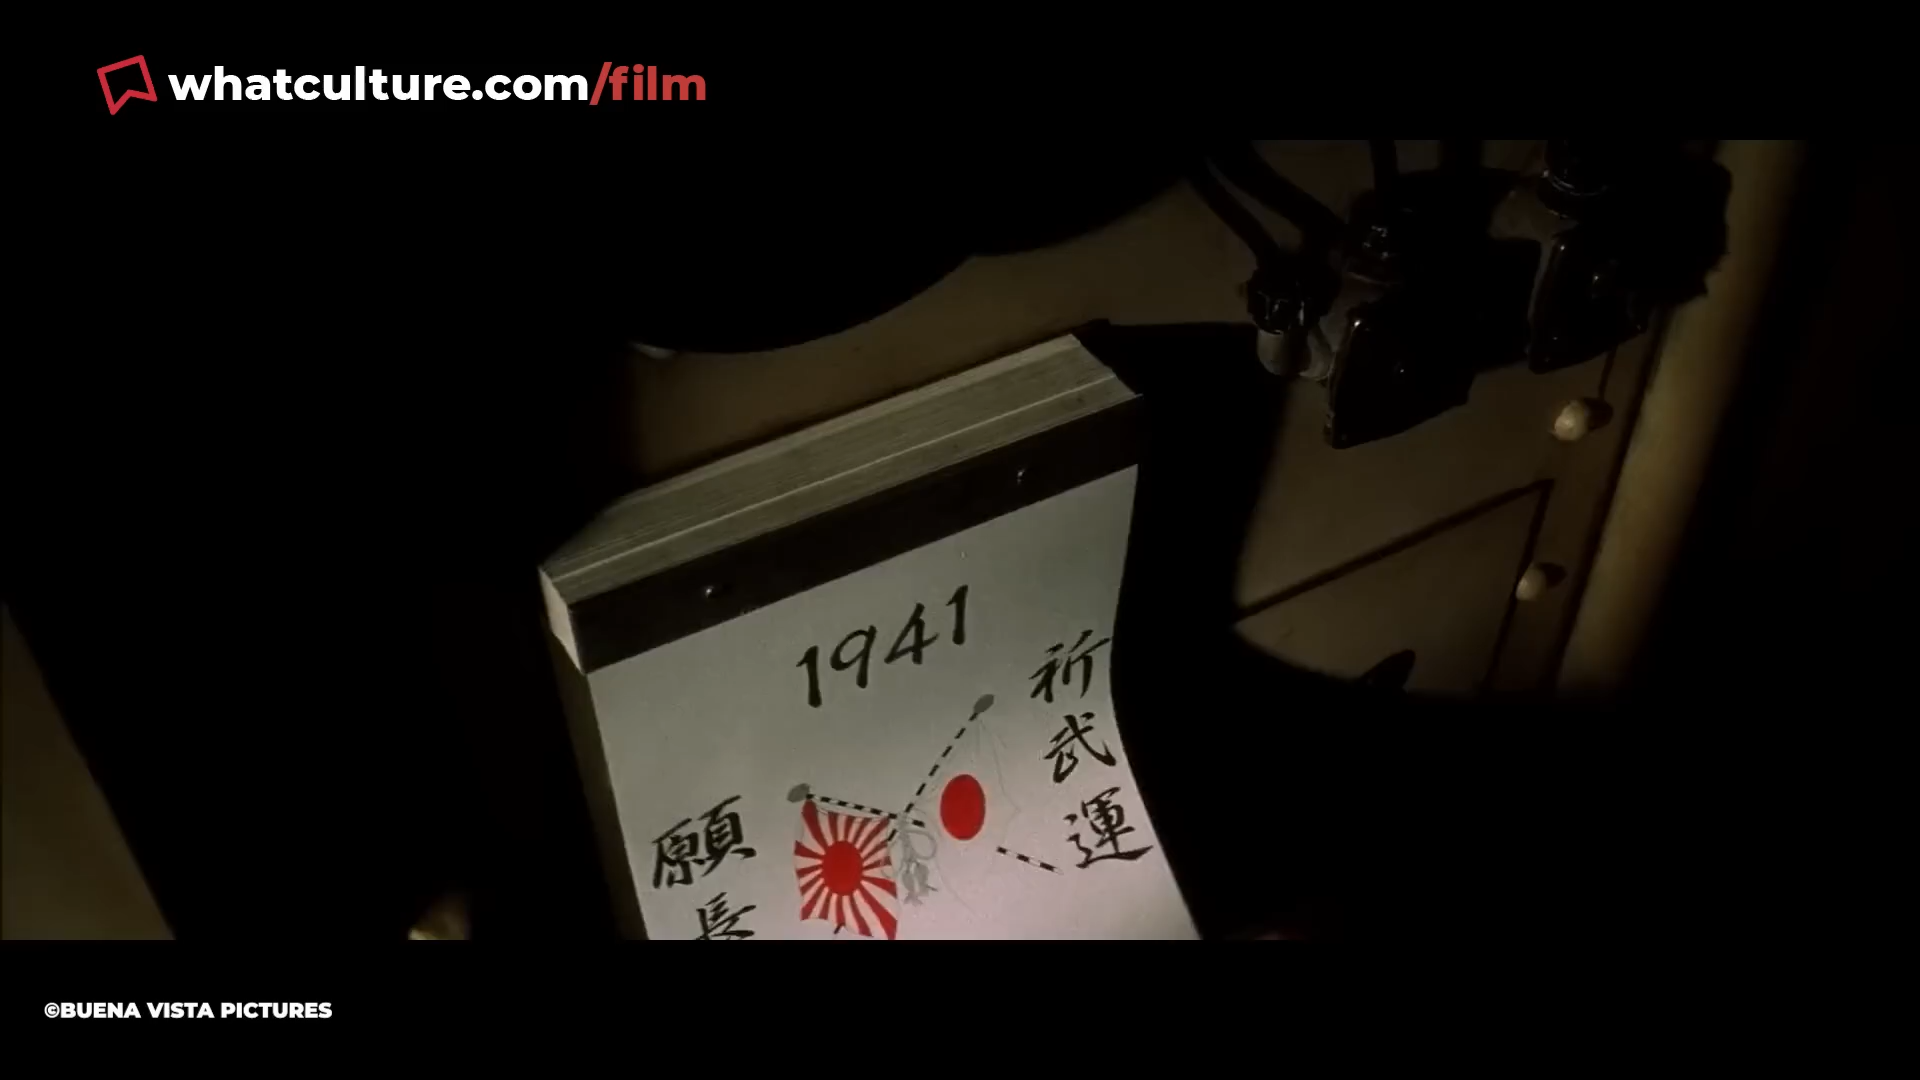 whatculture.com/film
1941
祈武運
願長
©BUENA VISTA PICTURES